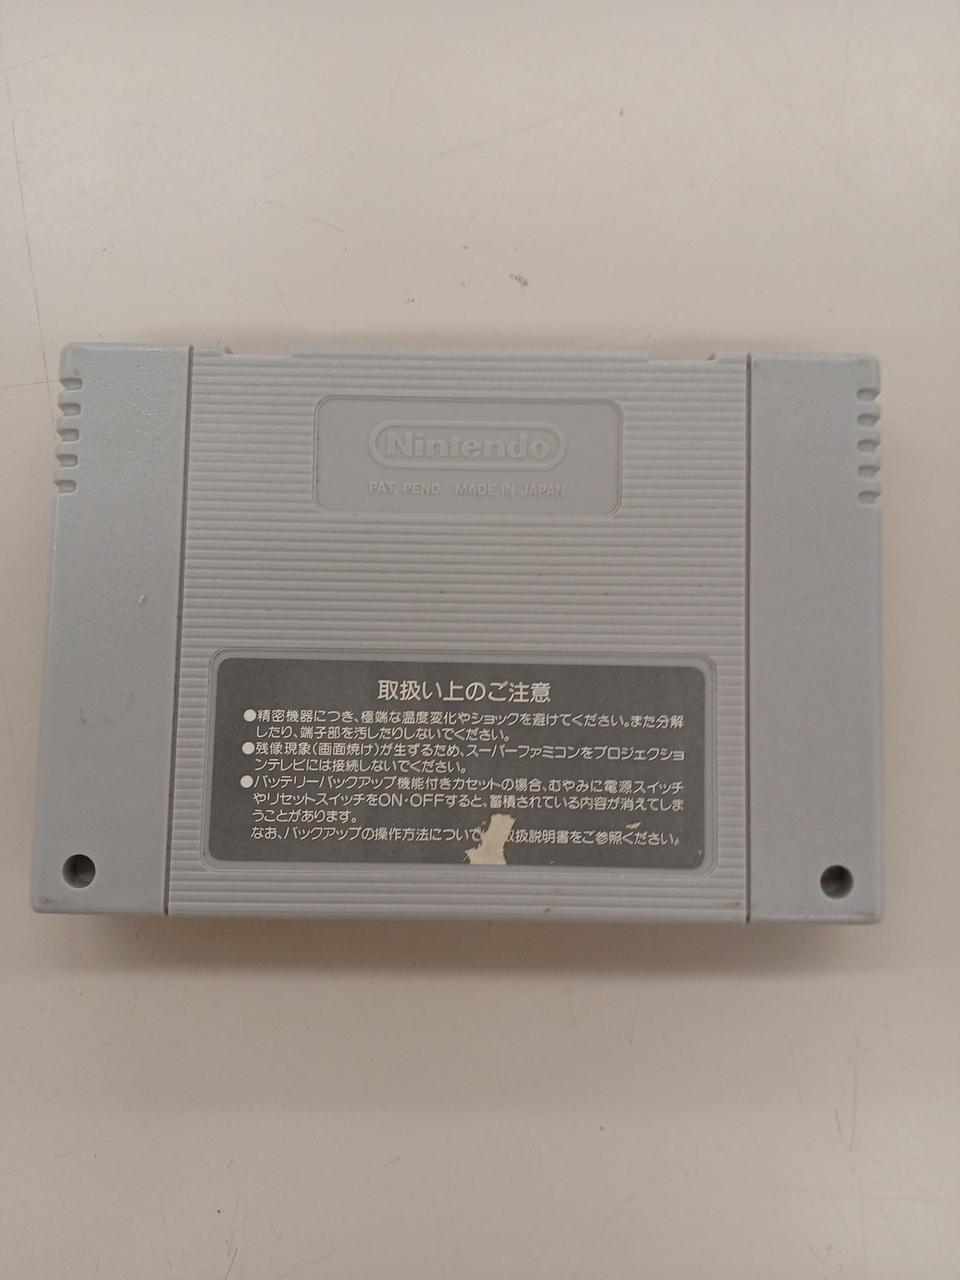 Nintendo
PAT. PEND. MADE IN JAPAN
取扱い上のご注意
●精密機器につき、極端な温度変化やショックを避けてください。また分解
したり、端子部を汚したりしないでください。
●残像現象(画面焼け)が生ずるため、スーパーファミコンをプロジェクショ
ンテレビには接続しないでください。
●バッテリーバックアップ機能付きカセットの場合、むやみに電源スイッチ
やリセットスイッチをON・OFFすると、蓄積されている内容が消えてしま
うことがあります。
なお、バックアップの操作方法について 取扱説明書をご参照ください。